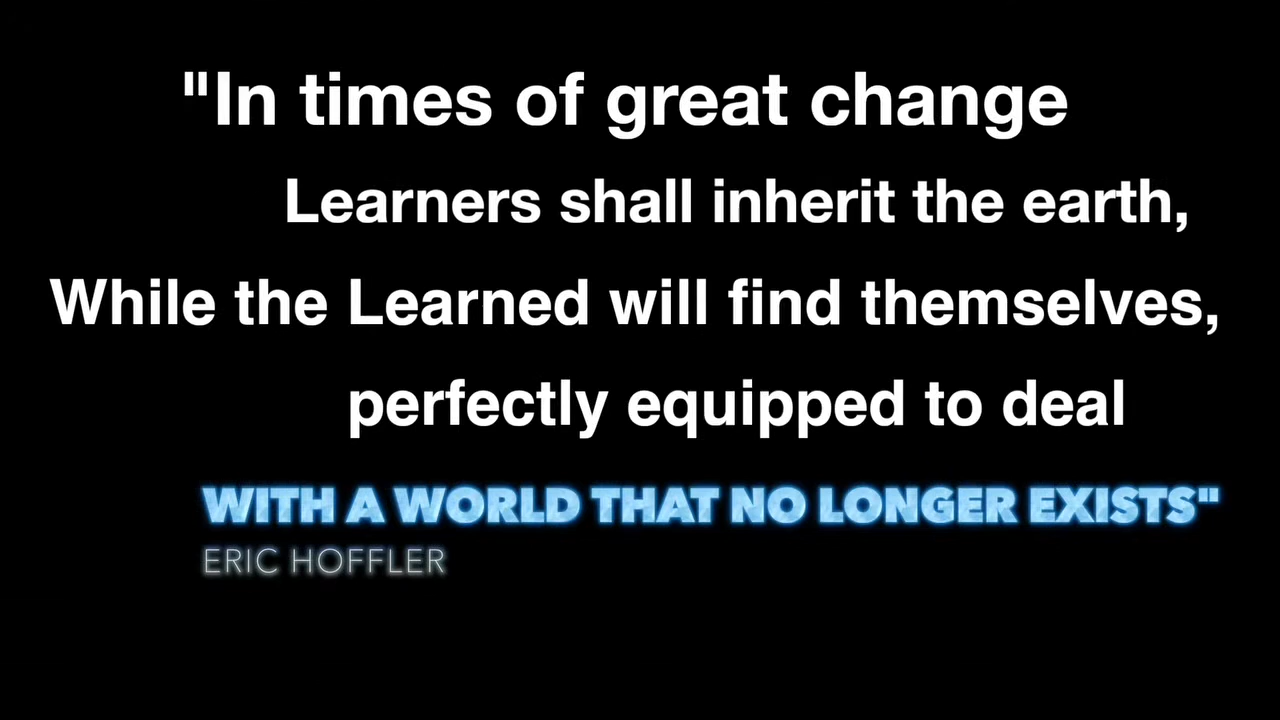 "In times of great change
Learners shall inherit the earth,
While the Learned will find themselves,
perfectly equipped to deal
WITH A WORLD THAT NO LONGER EXISTS"
ERIC HOFFLER